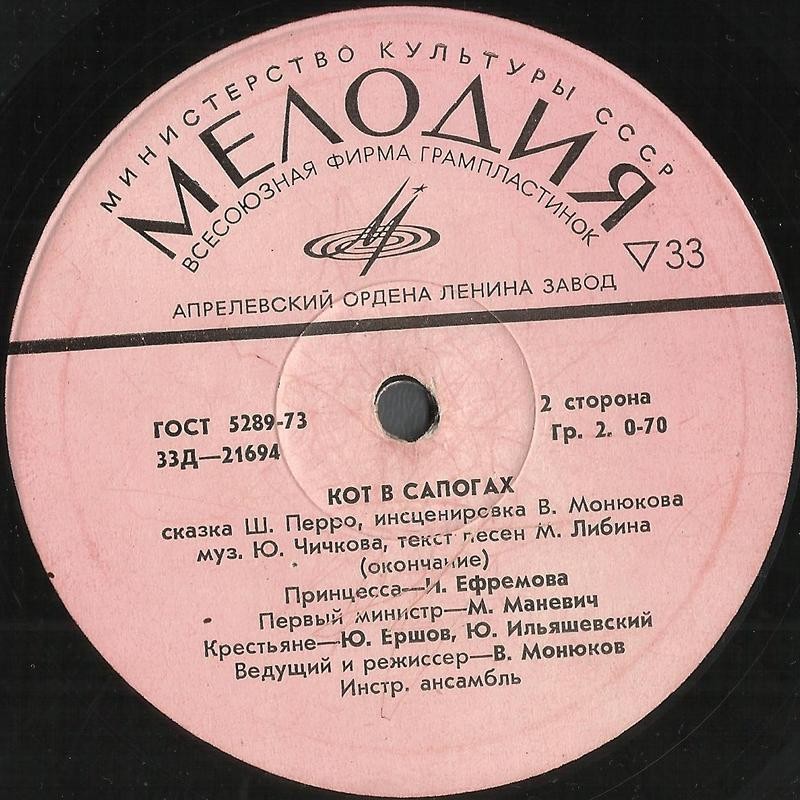 МИНИСТЕРСТВО КУЛЬТУРЫ СССР
МЕЛОДИЯ
ВСЕСОЮЗНАЯ ФИРМА ГРАМПЛАСТИНОК
▽33
АПРЕЛЕВСКИЙ ОРДЕНА ЛЕНИНА ЗАВОД
ГОСТ 5289-73
2 сторона
33Д—21694
Гр. 2. 0-70
КОТ В САПОГАХ
сказка Ш. Перро, инсценировка В. Монюкова
муз. Ю. Чичкова, текст песен М. Либина
(окончание)
Принцесса—И. Ефремова
Первый министр—М. Маневич
Крестьяне—Ю. Ершов, Ю. Ильяшевский
Ведущий и режиссер—В. Монюков
Инстр. ансамбль